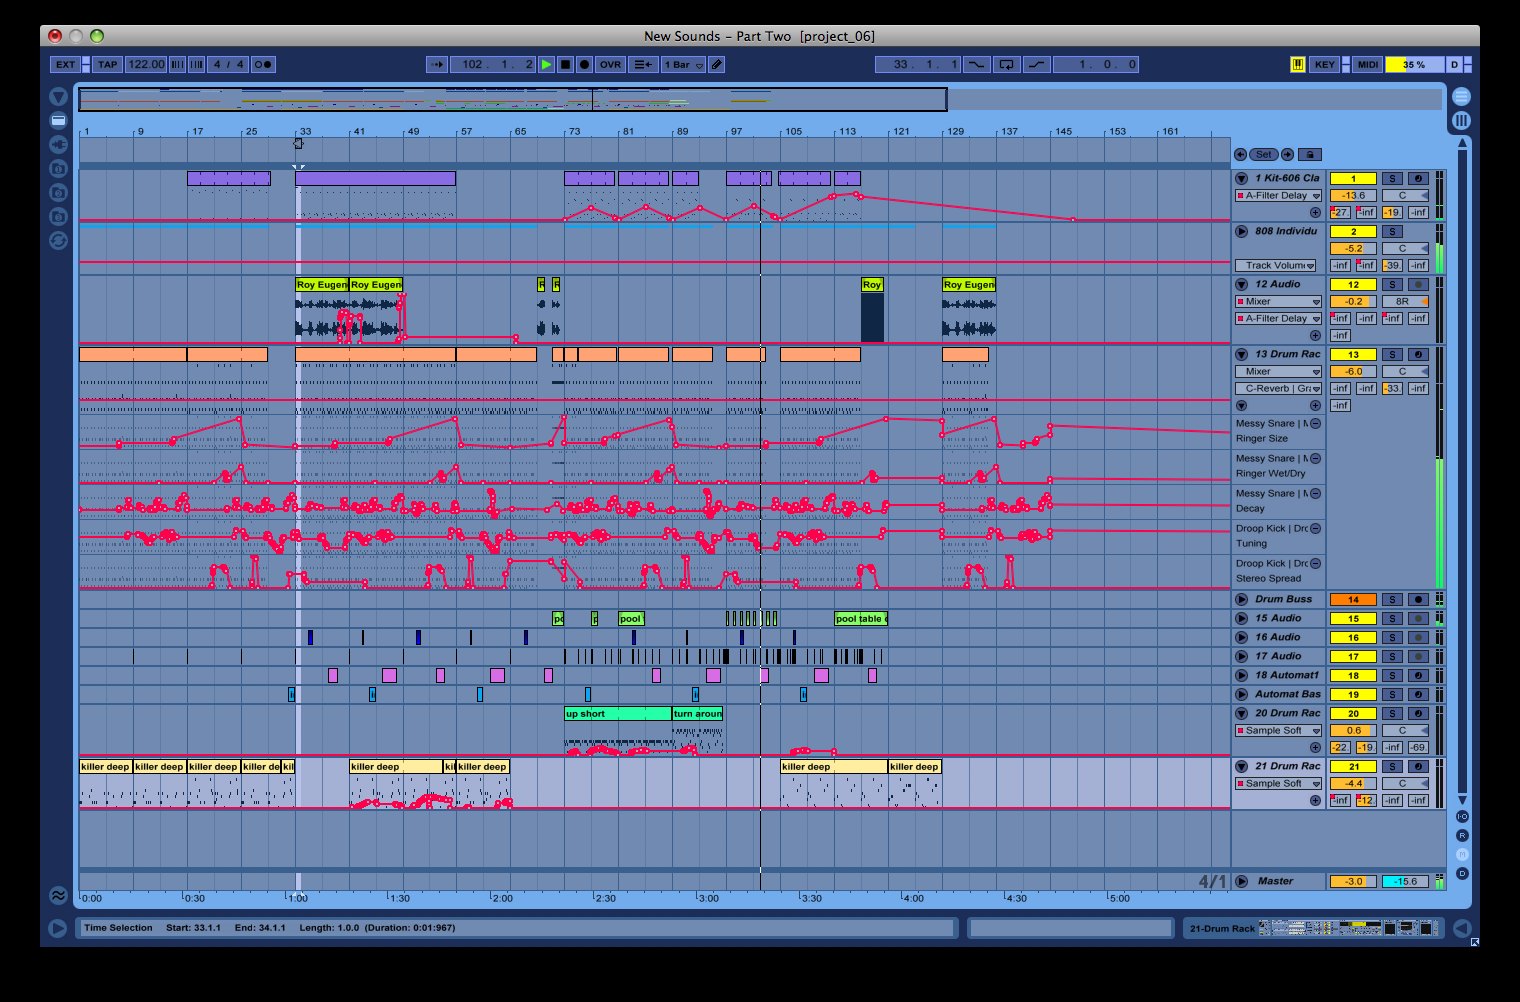 New Sounds – Part Two [project_06]
EXT TAP 122.00 4 / 4 102 . 1 . 2 OVR 1 Bar 33 . 1 . 1 1 . 0 . 0 KEY MIDI 35 % D
1 9 17 25 33 41 49 57 65 73 81 89 97 105 113 121 129 137 145 153 161
Set
1 Kit-606 Cla 1 S
A-Filter Delay -13.6 C
-27. -inf -19. -inf
808 Individu 2 S
-5.2 C
Track Volum -inf -inf -39. -inf
Roy Eugen Roy Eugen R R Roy Roy Eugen 12 Audio 12 S
Mixer -0.2 8R
A-Filter Delay -inf -inf -inf -inf
-inf
13 Drum Rac 13 S
Mixer -6.0 C
C-Reverb | Gra -inf -inf -33. -inf
-inf
Messy Snare | M
Ringer Size
Messy Snare | M
Ringer Wet/Dry
Messy Snare | M
Decay
Droop Kick | Dro
Tuning
Droop Kick | Dro
Stereo Spread
Drum Buss 14 S
po p pool pool table 15 Audio 15 S
16 Audio 16 S
17 Audio 17 S
18 Automat1 18 S
Automat Bas 19 S
up short turn aroun 20 Drum Rac 20 S
Sample Soft 0.6 C
-22. -19. -inf -69.
killer deep killer deep killer deep killer de kil killer deep kil killer deep killer deep killer deep 21 Drum Rac 21 S
Sample Soft -4.4 C
-inf -12. -inf -inf
I·O
R
M
D
4/1 Master -3.0 -15.6
0:00 0:30 1:00 1:30 2:00 2:30 3:00 3:30 4:00 4:30 5:00
Time Selection Start: 33.1.1 End: 34.1.1 Length: 1.0.0 (Duration: 0:01:967) 21-Drum Rack